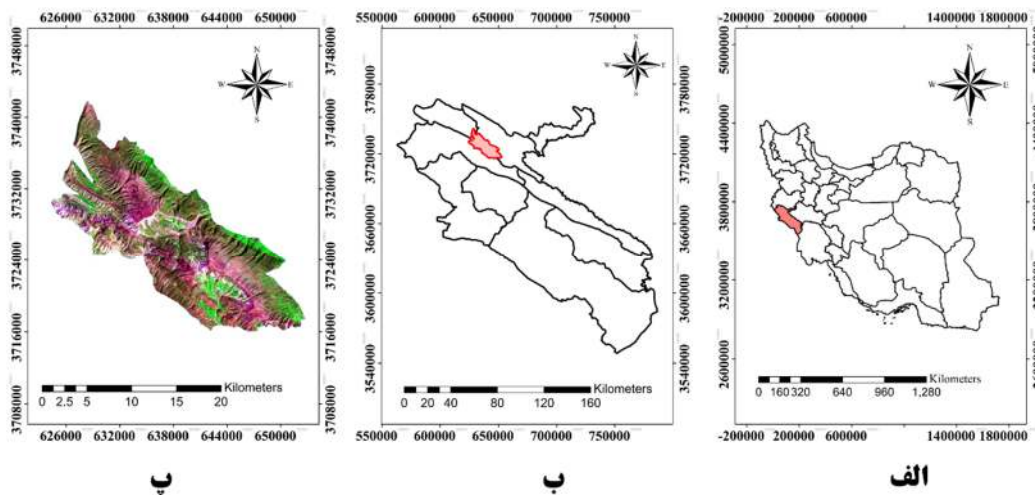 626000 632000 638000 644000 650000
3748000
3740000
3732000
3724000
3716000
3708000
N
W E
S
Kilometers
0 2.5 5 10 15 20
626000 632000 638000 644000 650000
پ
550000 600000 650000 700000 750000
3780000
3720000
3660000
3600000
3540000
N
W E
S
Kilometers
0 20 40 80 120 160
550000 600000 650000 700000 750000
ب
-200000 200000 600000 1400000 1800000
5000000
4400000
3800000
3200000
2600000
N
W E
S
Kilometers
0 160 320 640 960 1,280
-200000 200000 600000 1400000 1800000
الف